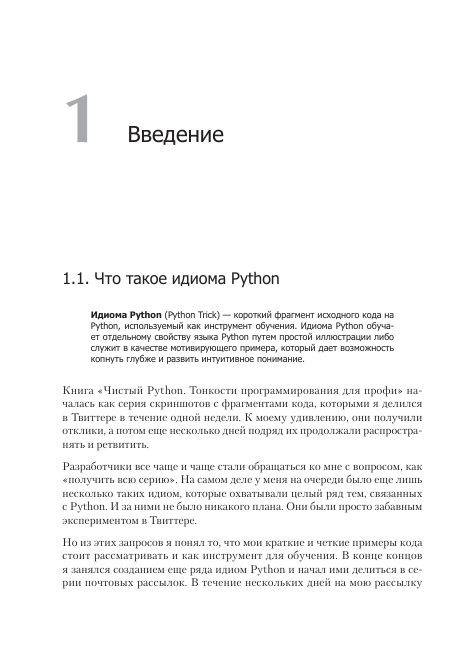 1
Введение
1.1. Что такое идиома Python
Идиома Python (Python Trick) — короткий фрагмент исходного кода на
Python, используемый как инструмент обучения. Идиома Python обуча-
ет отдельному свойству языка Python путем простой иллюстрации либо
служит в качестве мотивирующего примера, который дает возможность
копнуть глубже и развить интуитивное понимание.
Книга «Чистый Python. Тонкости программирования для профи» на-
чалась как серия скриншотов с фрагментами кода, которыми я делился
в Твиттере в течение одной недели. К моему удивлению, они получили
отклики, а потом еще несколько дней подряд их продолжали распростра-
нять и ретвитить.
Разработчики все чаще и чаще стали обращаться ко мне с вопросом, как
«получить всю серию». На самом деле у меня на очереди было еще лишь
несколько таких идиом, которые охватывали целый ряд тем, связанных
с Python. И за ними не было никакого плана. Они были просто забавным
экспериментом в Твиттере.
Но из этих запросов я понял то, что мои краткие и четкие примеры кода
стоит рассматривать и как инструмент для обучения. В конце концов
я занялся созданием еще ряда идиом Python и начал ими делиться в се-
рии почтовых рассылок. В течение нескольких дней на мою рассылку